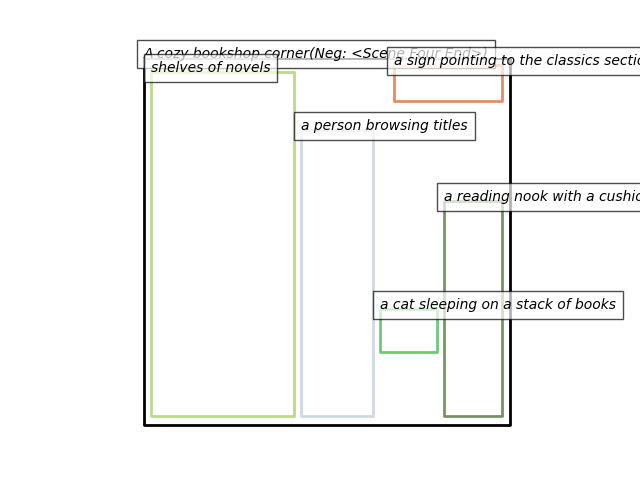 A cozy bookshop corner(Neg: <Scene Four End>)
a sign pointing to the classics sectio
shelves of novels
a person browsing titles
a reading nook with a cushio
a cat sleeping on a stack of books